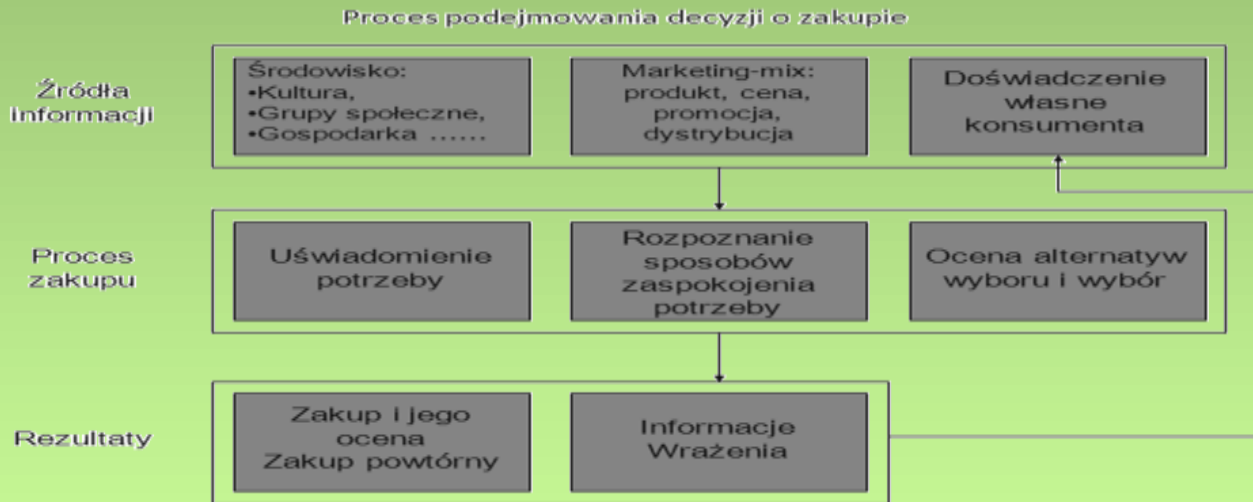 Proces podejmowania decyzji o zakupie
Źródła
Informacji
Środowisko:
•Kultura,
•Grupy społeczne,
•Gospodarka ……
Marketing-mix:
produkt, cena,
promocja,
dystrybucja
Doświadczenie
własne
konsumenta
Proces
zakupu
Uświadomienie
potrzeby
Rozpoznanie
sposobów
zaspokojenia
potrzeby
Ocena alternatyw
wyboru i wybór
Rezultaty
Zakup i jego
ocena
Zakup powtórny
Informacje
Wrażenia